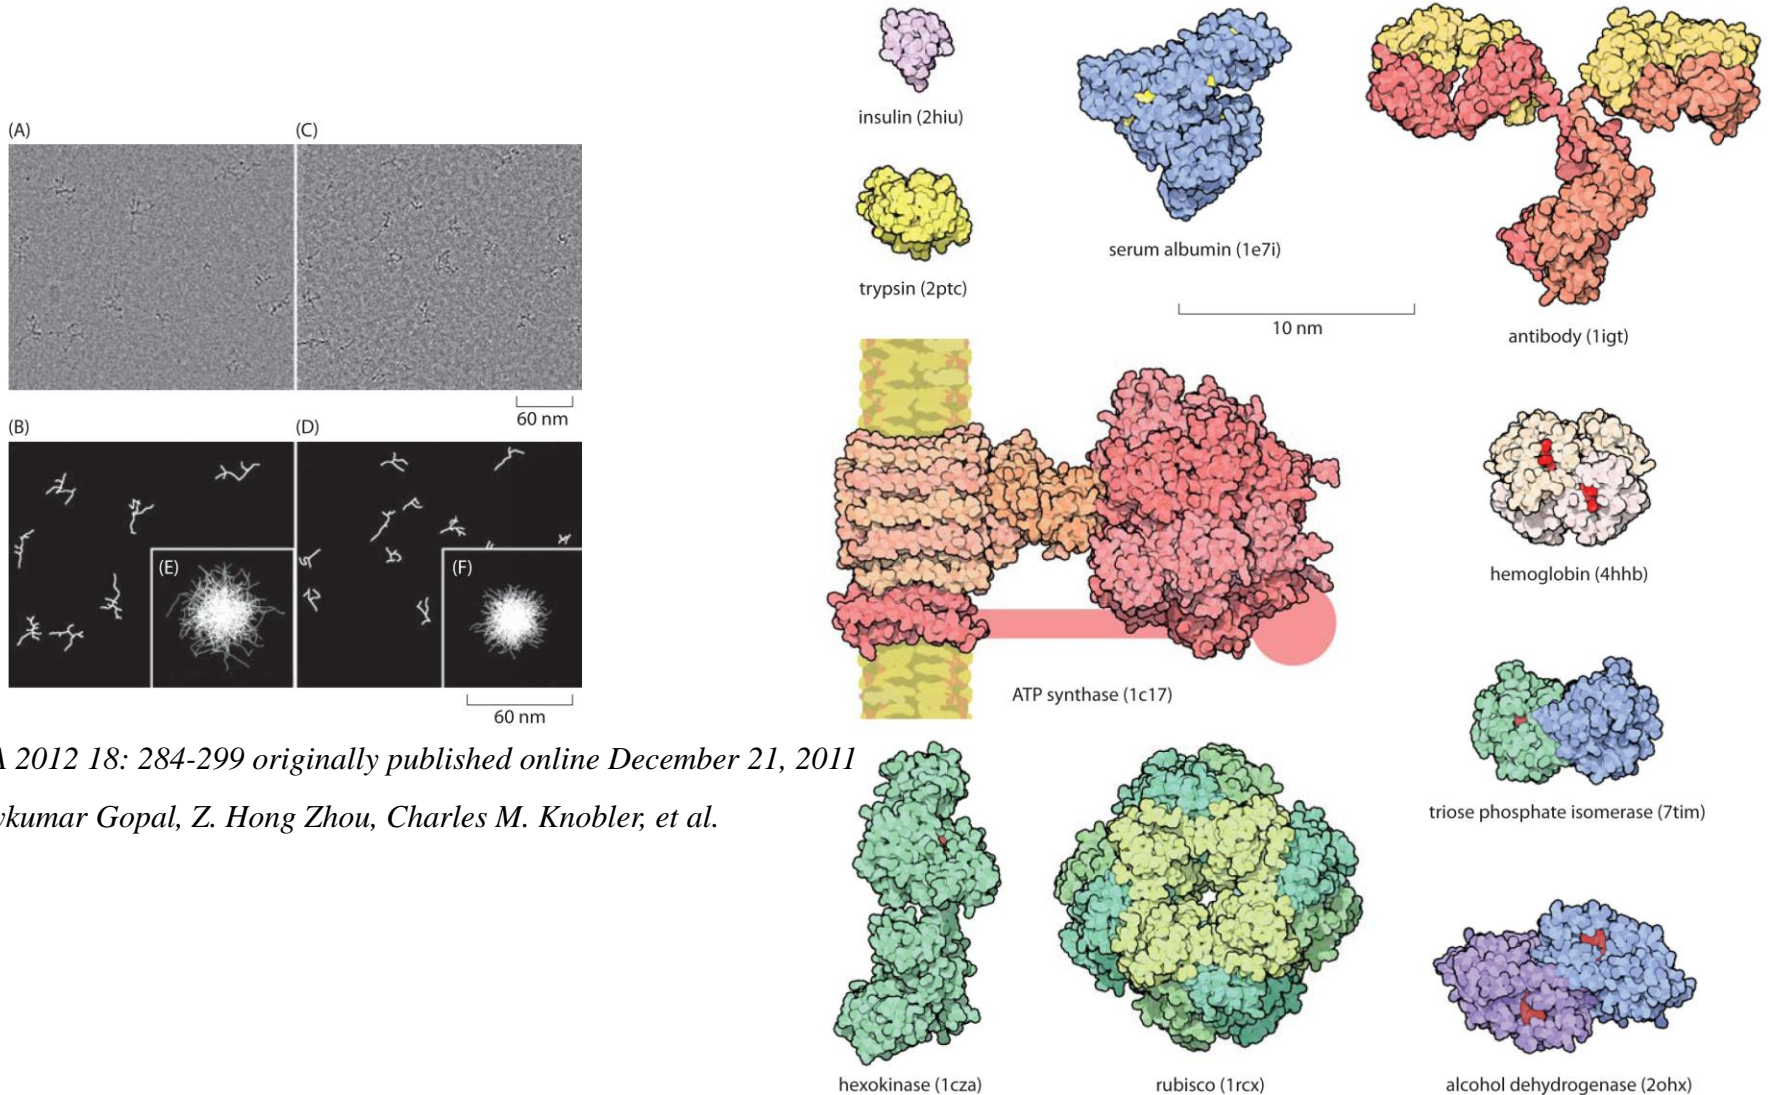 (A)
(C)
60 nm
(B)
(D)
(E)
(F)
60 nm
A 2012 18: 284-299 originally published online December 21, 2011
ykumar Gopal, Z. Hong Zhou, Charles M. Knobler, et al.
insulin (2hiu)
trypsin (2ptc)
serum albumin (1e7i)
10 nm
antibody (1igt)
ATP synthase (1c17)
hemoglobin (4hhb)
triose phosphate isomerase (7tim)
hexokinase (1cza)
rubisco (1rcx)
alcohol dehydrogenase (2ohx)